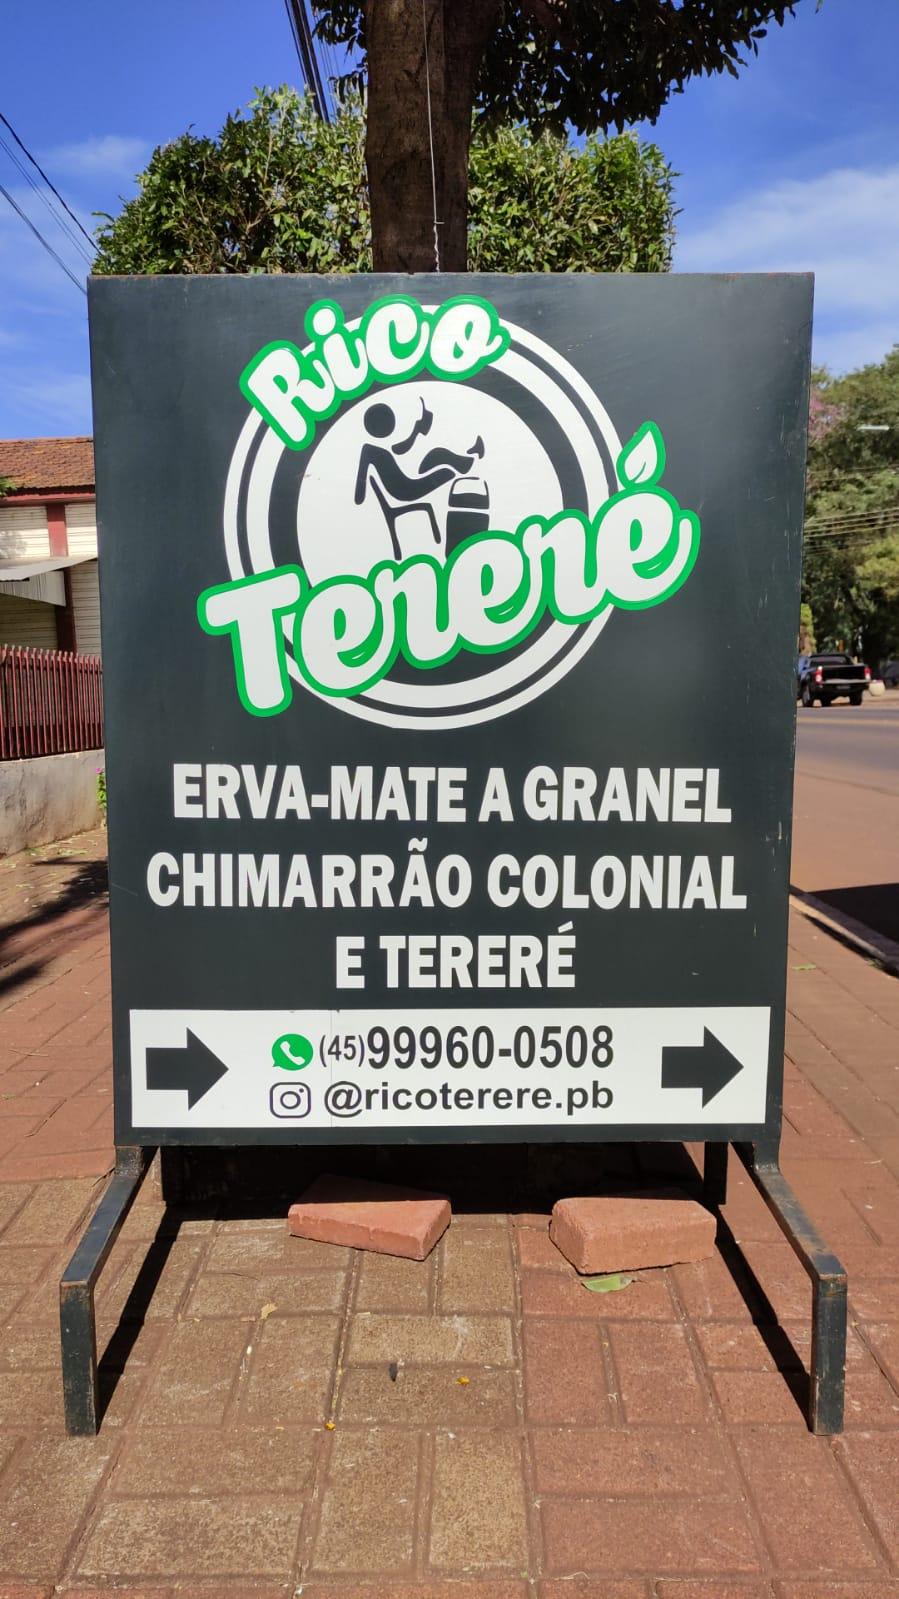 Rico
Tereré
ERVA-MATE A GRANEL
CHIMARRÃO COLONIAL
E TERERÉ
(45)99960-0508
@ricoterere.pb